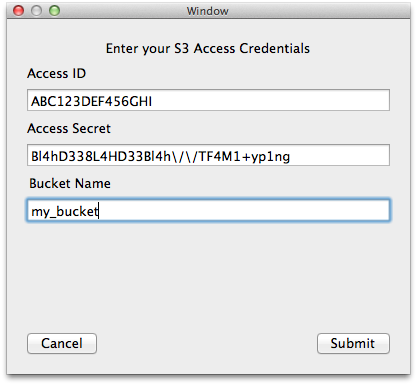 Window
Enter your S3 Access Credentials
Access ID
ABC123DEF456GHI
Access Secret
Bl4hD338L4HD33Bl4h\/\/TF4M1+yp1ng
Bucket Name
my_bucket
Cancel Submit